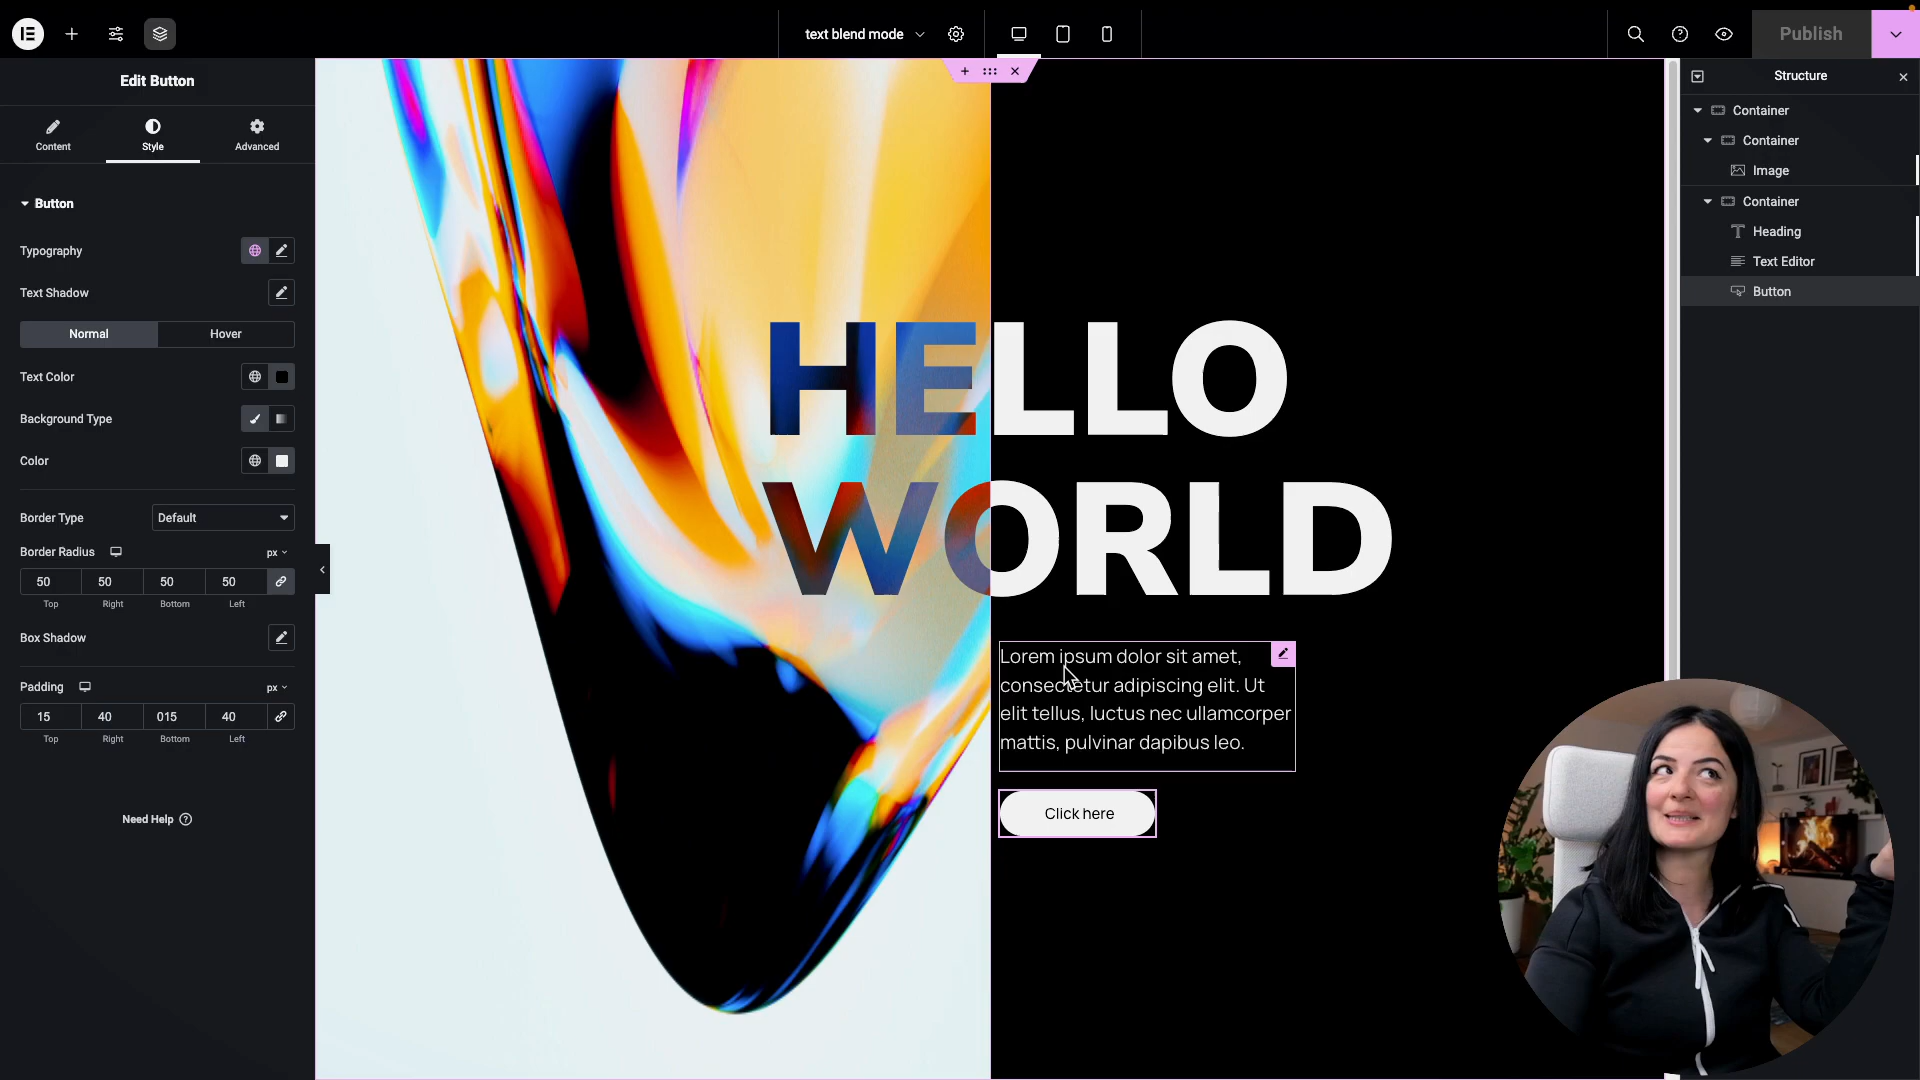 text blend mode
Publish
Edit Button
Content
Style
Advanced
Button
Typography
Text Shadow
Normal
Hover
Text Color
Background Type
Color
Border Type
Default
Border Radius
px
50
50
50
50
Top
Right
Bottom
Left
Box Shadow
Padding
px
15
40
015
40
Top
Right
Bottom
Left
Need Help
HELLO
WORLD
Lorem ipsum dolor sit amet,
consectetur adipiscing elit. Ut
elit tellus, luctus nec ullamcorper
mattis, pulvinar dapibus leo.
Click here
Structure
Container
Container
Image
Container
Heading
Text Editor
Button